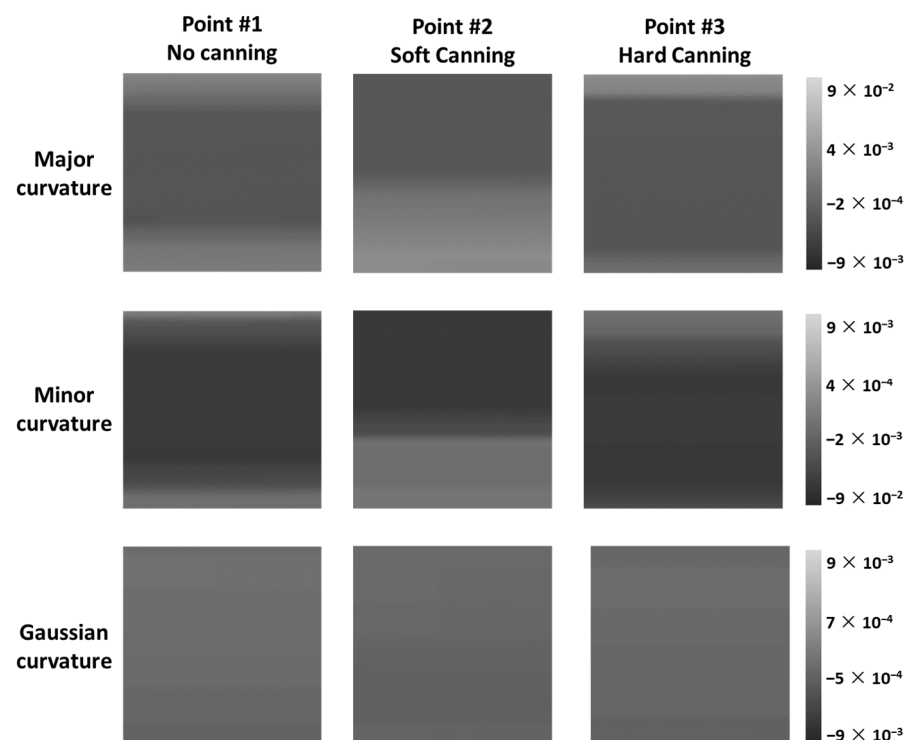 Point #1
No canning
Point #2
Soft Canning
Point #3
Hard Canning
Major
curvature
9 × 10⁻²
4 × 10⁻³
−2 × 10⁻⁴
−9 × 10⁻³
Minor
curvature
9 × 10⁻³
4 × 10⁻⁴
−2 × 10⁻³
−9 × 10⁻²
Gaussian
curvature
9 × 10⁻³
7 × 10⁻⁴
−5 × 10⁻⁴
−9 × 10⁻³